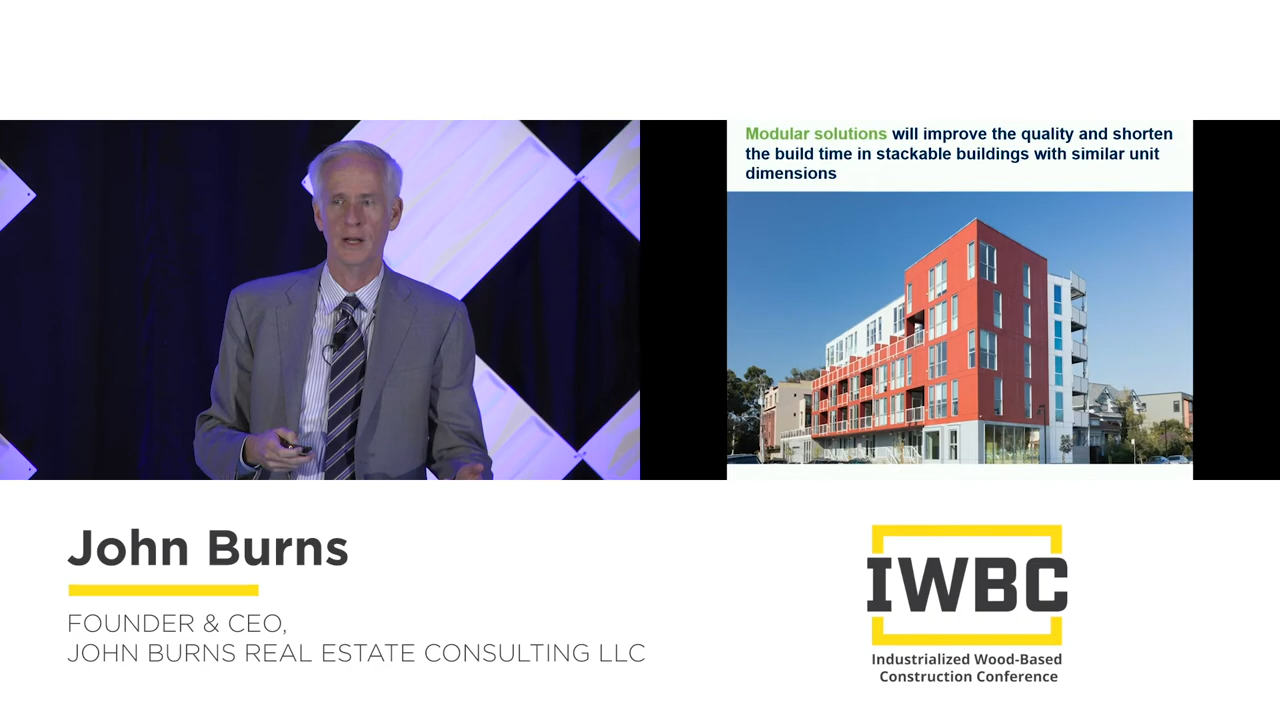 Modular solutions will improve the quality and shorten
the build time in stackable buildings with similar unit
dimensions
John Burns
FOUNDER & CEO,
JOHN BURNS REAL ESTATE CONSULTING LLC
IWBC
Industrialized Wood-Based
Construction Conference